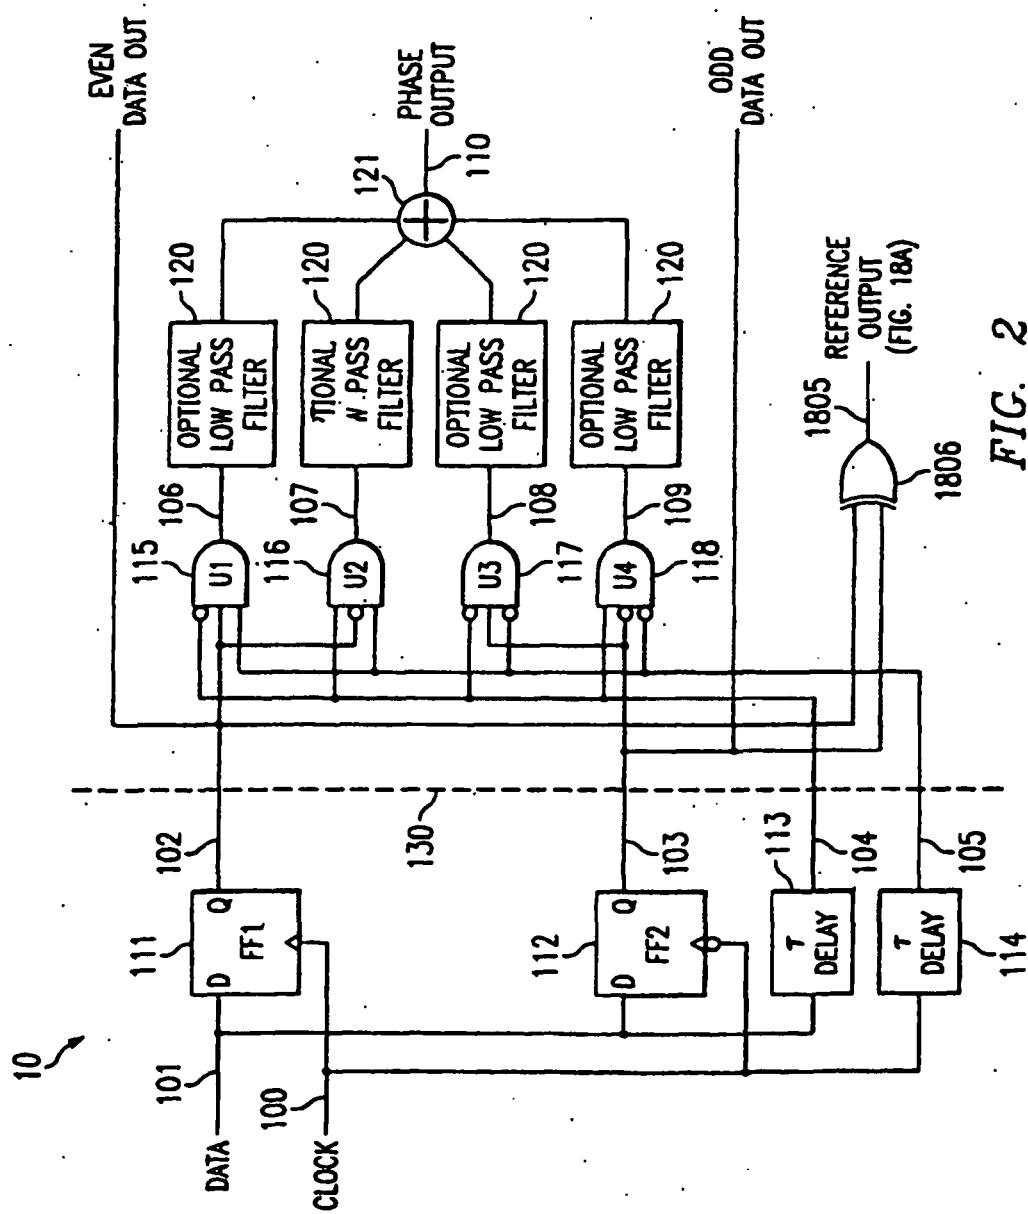 10
DATA
101
CLOCK
100
111
D
Q
FF1
102
112
D
Q
FF2
103
113
τ
DELAY
104
τ
DELAY
114
105
130
115
U1
106
116
U2
107
U3
117
108
U4
118
109
OPTIONAL
LOW PASS
FILTER
120
TIONAL
N PASS
FILTER
120
OPTIONAL
LOW PASS
FILTER
120
OPTIONAL
LOW PASS
FILTER
120
121
110
PHASE
OUTPUT
EVEN
DATA OUT
ODD
DATA OUT
1805
1806
REFERENCE
OUTPUT
(FIG. 18A)
FIG. 2